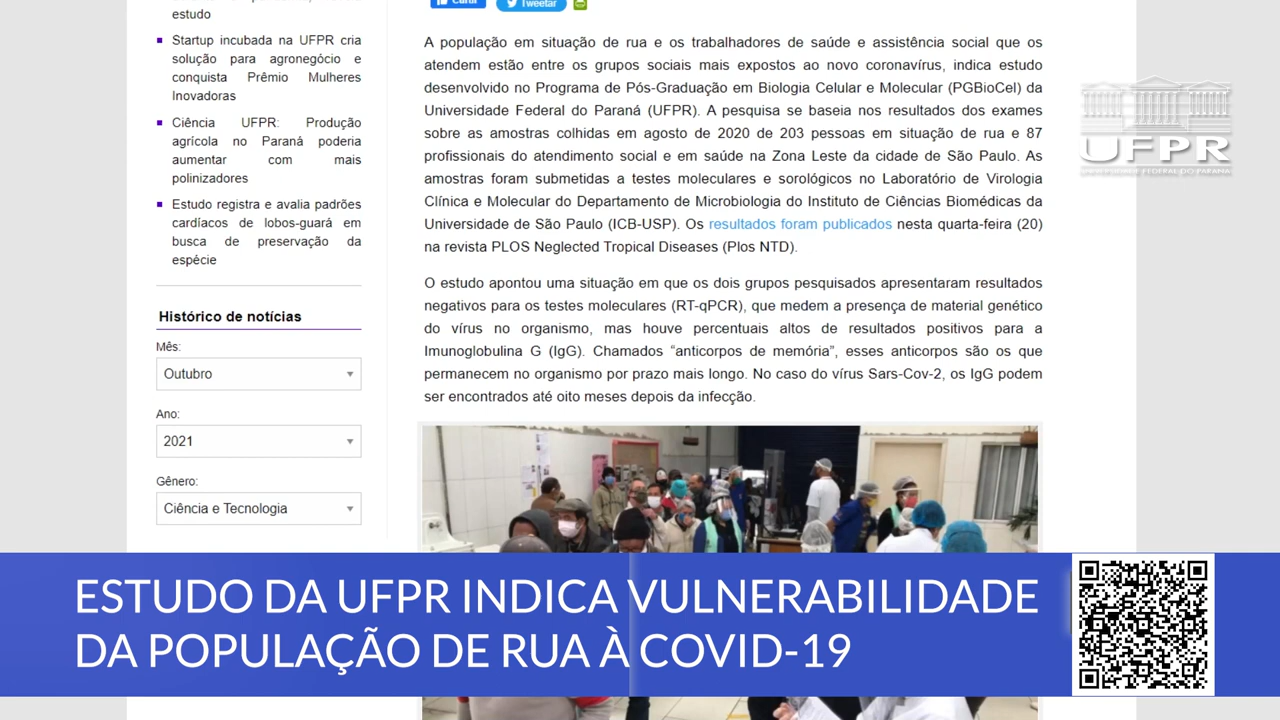 estudo
Startup incubada na UFPR cria
solução para agronegócio e
conquista Prêmio Mulheres
Inovadoras
Ciência UFPR: Produção
agrícola no Paraná poderia
aumentar com mais
polinizadores
Estudo registra e avalia padrões
cardíacos de lobos-guará em
busca de preservação da
espécie
Histórico de notícias
Mês:
Outubro
Ano:
2021
Gênero:
Ciência e Tecnologia
Curtir
Tweetar
A população em situação de rua e os trabalhadores de saúde e assistência social que os
atendem estão entre os grupos sociais mais expostos ao novo coronavírus, indica estudo
desenvolvido no Programa de Pós-Graduação em Biologia Celular e Molecular (PGBioCel) da
Universidade Federal do Paraná (UFPR). A pesquisa se baseia nos resultados dos exames
sobre as amostras colhidas em agosto de 2020 de 203 pessoas em situação de rua e 87
profissionais do atendimento social e em saúde na Zona Leste da cidade de São Paulo. As
amostras foram submetidas a testes moleculares e sorológicos no Laboratório de Virologia
Clínica e Molecular do Departamento de Microbiologia do Instituto de Ciências Biomédicas da
Universidade de São Paulo (ICB-USP). Os resultados foram publicados nesta quarta-feira (20)
na revista PLOS Neglected Tropical Diseases (Plos NTD).
O estudo apontou uma situação em que os dois grupos pesquisados apresentaram resultados
negativos para os testes moleculares (RT-qPCR), que medem a presença de material genético
do vírus no organismo, mas houve percentuais altos de resultados positivos para a
Imunoglobulina G (IgG). Chamados “anticorpos de memória”, esses anticorpos são os que
permanecem no organismo por prazo mais longo. No caso do vírus Sars-Cov-2, os IgG podem
ser encontrados até oito meses depois da infecção.
UFPR
UNIVERSIDADE FEDERAL DO PARANÁ
ESTUDO DA UFPR INDICA VULNERABILIDADE
DA POPULAÇÃO DE RUA À COVID-19